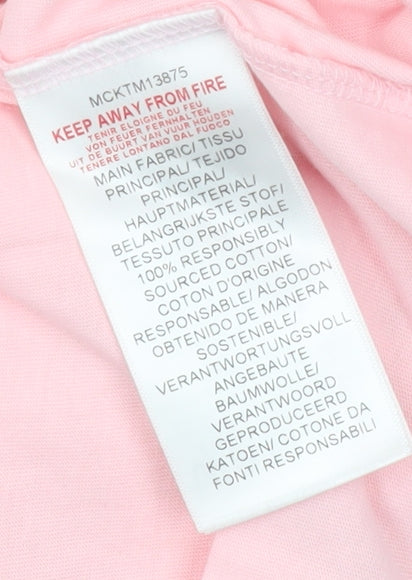 MCKTM13875
KEEP AWAY FROM FIRE
TENIR ELOIGNE DU FEU
VON FEUER FERNHALTEN
UIT DE BUURT VAN VUUR HOUDEN
TENERE LONTANO DAL FUOCO
MAIN FABRIC/ TISSU
PRINCIPAL/ TEJIDO
PRINCIPAL/
HAUPTMATERIAL/
BELANGRIJKSTE STOF/
TESSUTO PRINCIPALE
100% RESPONSIBLY
SOURCED COTTON/
COTON D'ORIGINE
RESPONSABLE/ ALGODON
OBTENIDO DE MANERA
SOSTENIBLE/
VERANTWORTUNGSVOLL
ANGEBAUTE
BAUMWOLLE/
VERANTWOORD
GEPRODUCEERD
KATOEN/ COTONE DA
FONTI RESPONSABILI